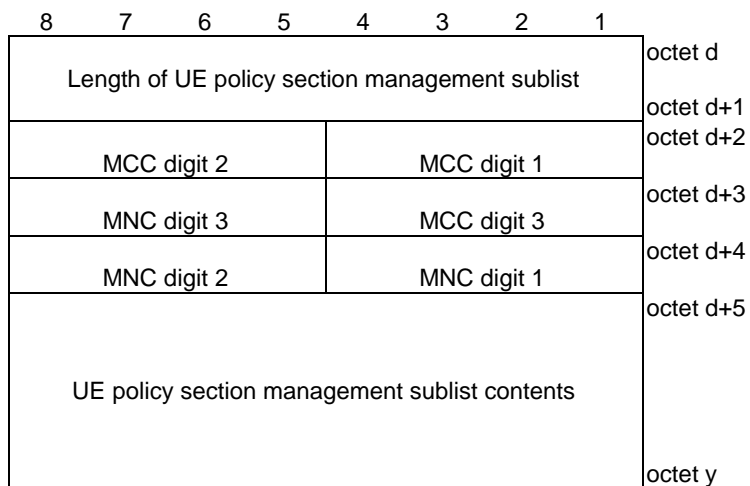 8 7 6 5 4 3 2 1
octet d
Length of UE policy section management sublist
octet d+1
octet d+2
MCC digit 2 MCC digit 1
octet d+3
MNC digit 3 MCC digit 3
octet d+4
MNC digit 2 MNC digit 1
octet d+5
UE policy section management sublist contents
octet y